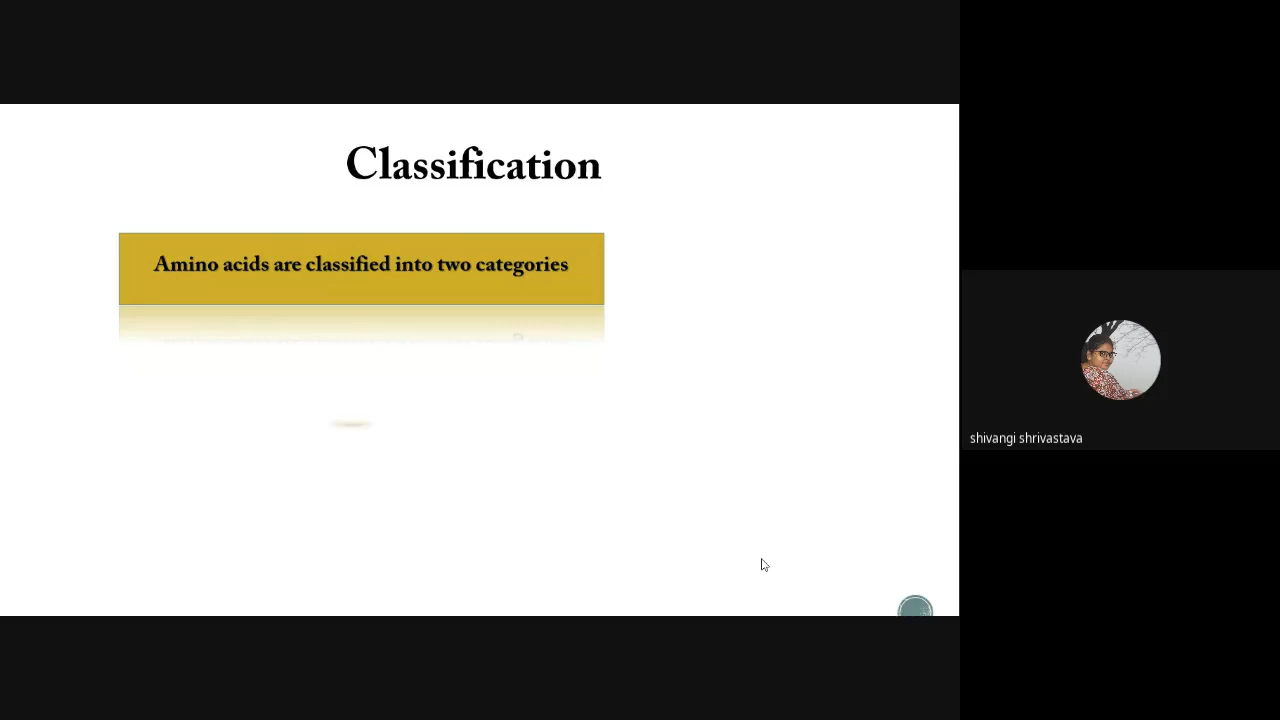 Classification
Amino acids are classified into two categories
shivangi shrivastava